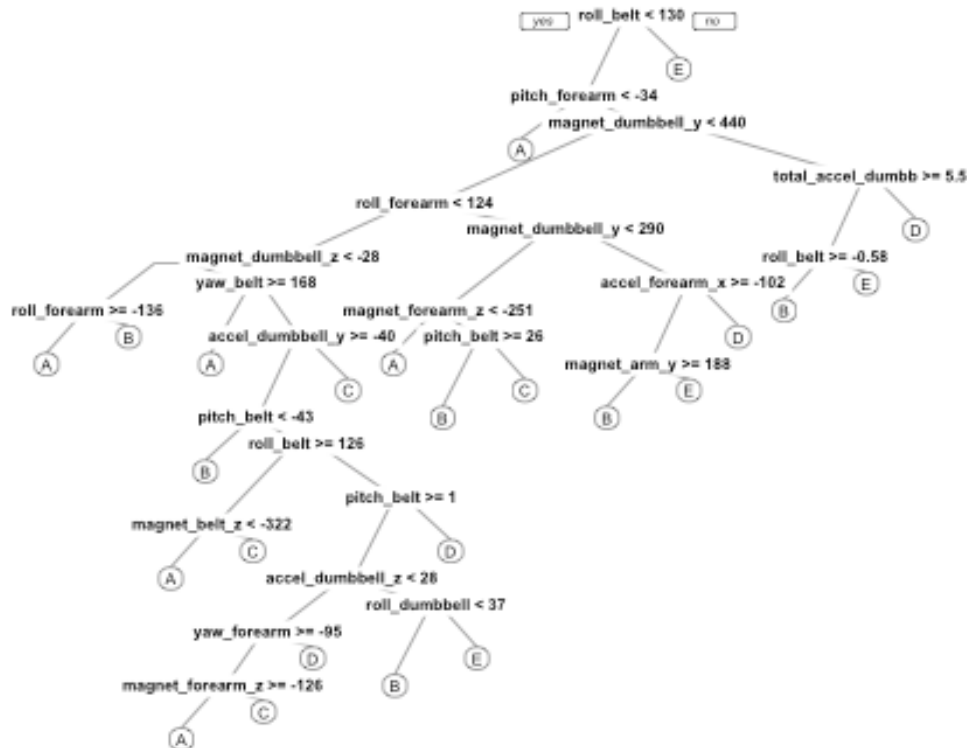 yes roll_belt < 130 no
E
pitch_forearm < -34
magnet_dumbbell_y < 440
A
total_accel_dumbb >= 5.5
roll_forearm < 124
magnet_dumbbell_y < 290
D
magnet_dumbbell_z < -28
roll_belt >= -0.58
yaw_belt >= 168
accel_forearm_x >= -102
E
roll_forearm >= -136
magnet_forearm_z < -251
B
B
accel_dumbbell_y >= -40
pitch_belt >= 26
D
A
A
A
magnet_arm_y >= 188
C
C
E
pitch_belt < -43
B
B
roll_belt >= 126
B
pitch_belt >= 1
magnet_belt_z < -322
C
D
A
accel_dumbbell_z < 28
roll_dumbbell < 37
yaw_forearm >= -95
D
E
magnet_forearm_z >= -126
B
C
A